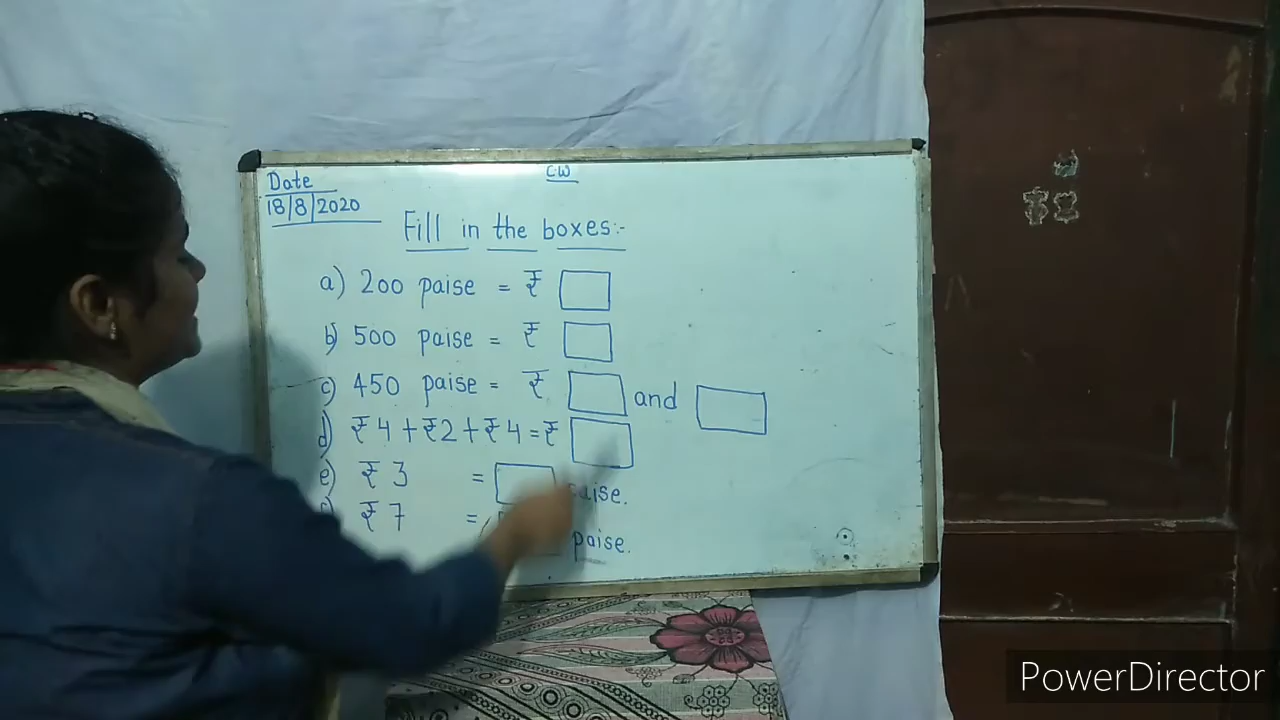 Date
18/8/2020
CW
Fill in the boxes:-
a) 200 paise = ₹
b) 500 paise = ₹
c) 450 paise = ₹ and
d) ₹ 4 + ₹ 2 + ₹ 4 = ₹
e) ₹ 3 = paise.
₹ 7 = paise.
PowerDirector